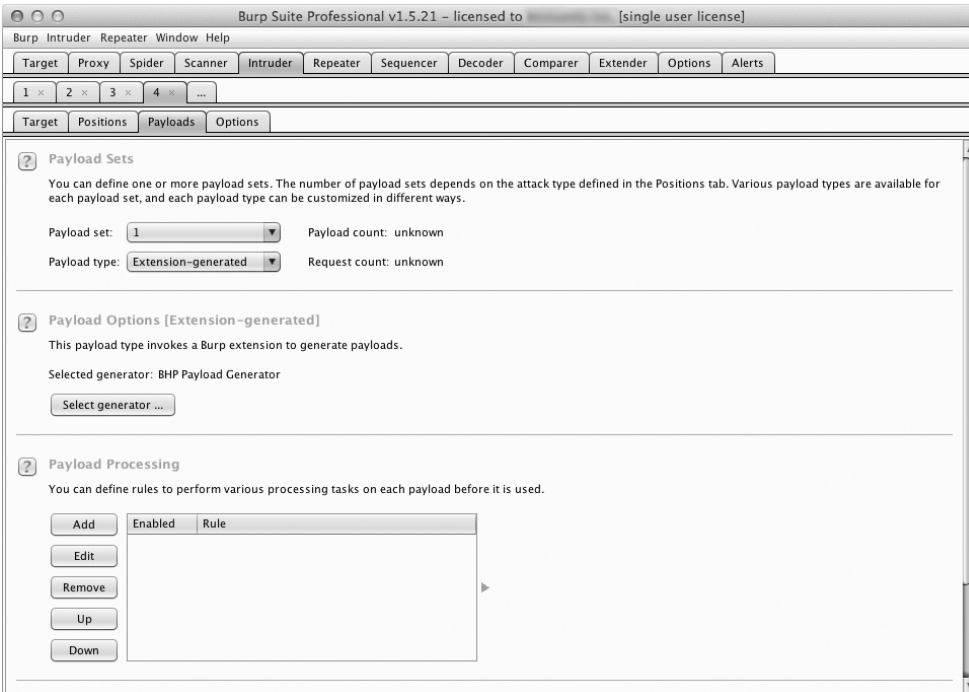 Burp Suite Professional v1.5.21 – licensed to [single user license]
Burp Intruder Repeater Window Help
Target Proxy Spider Scanner Intruder Repeater Sequencer Decoder Comparer Extender Options Alerts
1 × 2 × 3 × 4 × ...
Target Positions Payloads Options
? Payload Sets
You can define one or more payload sets. The number of payload sets depends on the attack type defined in the Positions tab. Various payload types are available for
each payload set, and each payload type can be customized in different ways.
Payload set: 1 Payload count: unknown
Payload type: Extension-generated Request count: unknown
? Payload Options [Extension-generated]
This payload type invokes a Burp extension to generate payloads.
Selected generator: BHP Payload Generator
Select generator ...
? Payload Processing
You can define rules to perform various processing tasks on each payload before it is used.
Add Enabled Rule
Edit
Remove
Up
Down